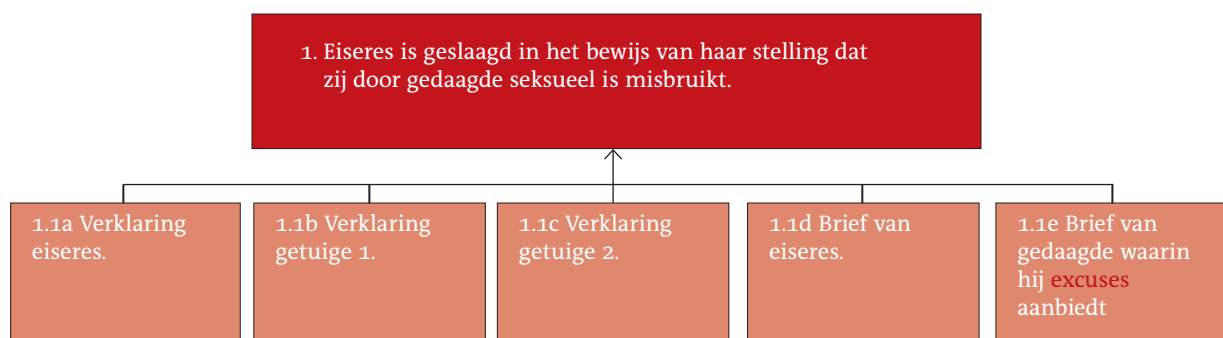 1. Eiseres is geslaagd in het bewijs van haar stelling dat
zij door gedaagde seksueel is misbruikt.
1.1a Verklaring
eiseres.
1.1b Verklaring
getuige 1.
1.1c Verklaring
getuige 2.
1.1d Brief van
eiseres.
1.1e Brief van
gedaagde waarin
hij excuses
aanbiedt